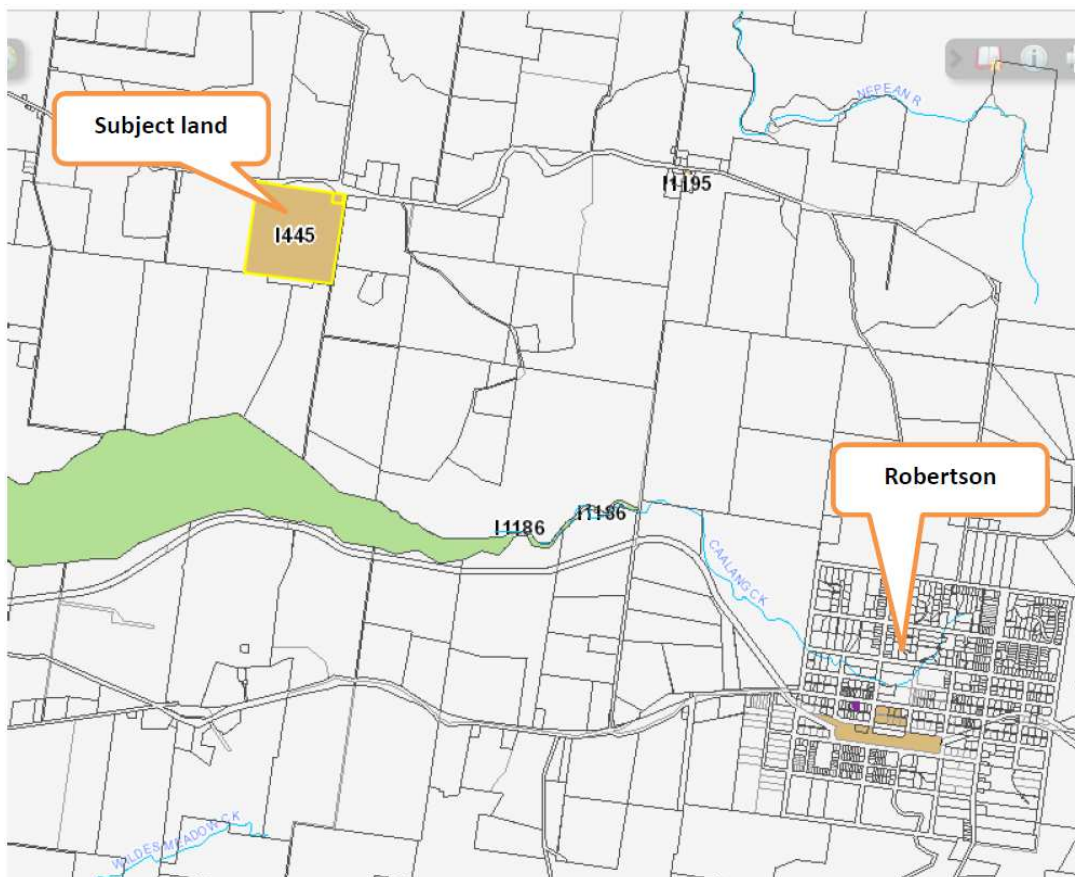 NEPEAN R
Subject land
I1195
I445
Robertson
I1186
I1186
CAALANG CK
WILDES MEADOW CK